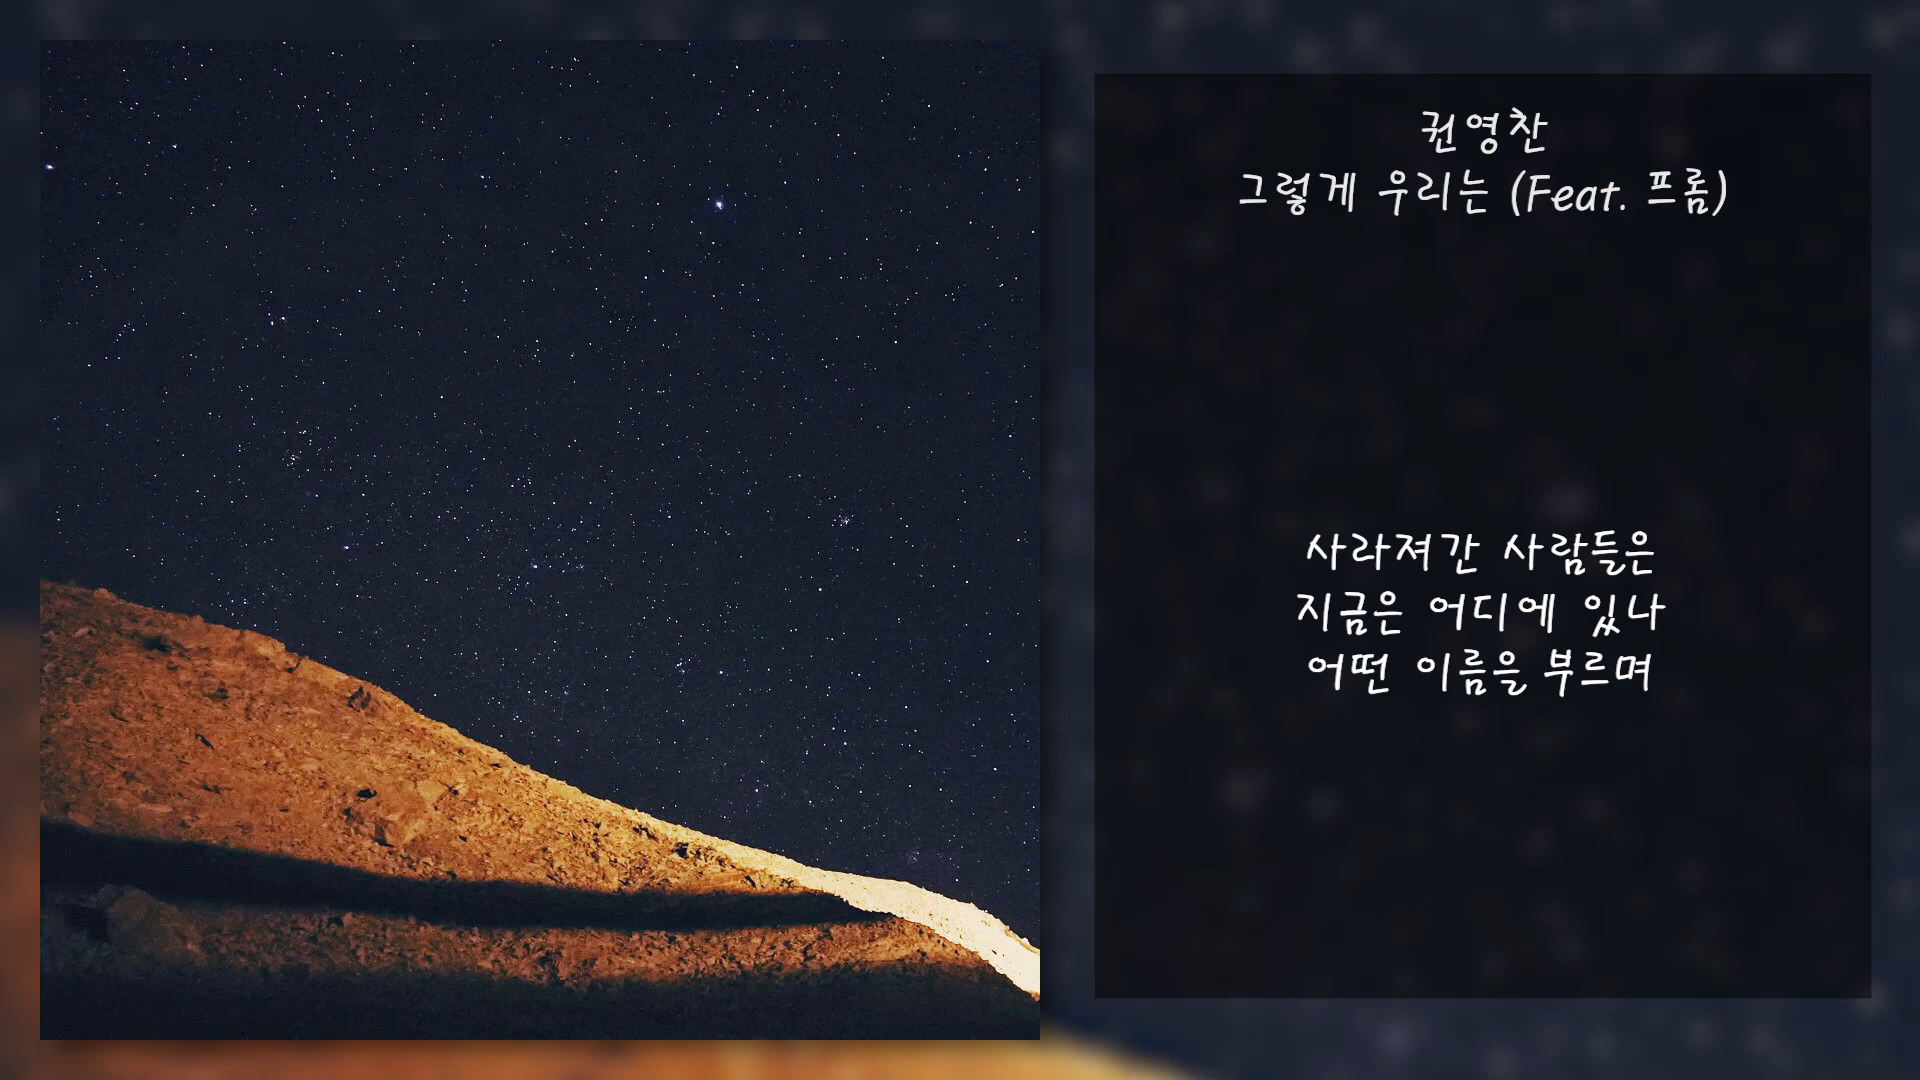 권영찬
그렇게 우리는 (Feat. 프롬)
사라져간 사람들은
지금은 어디에 있나
어떤 이름을 부르며